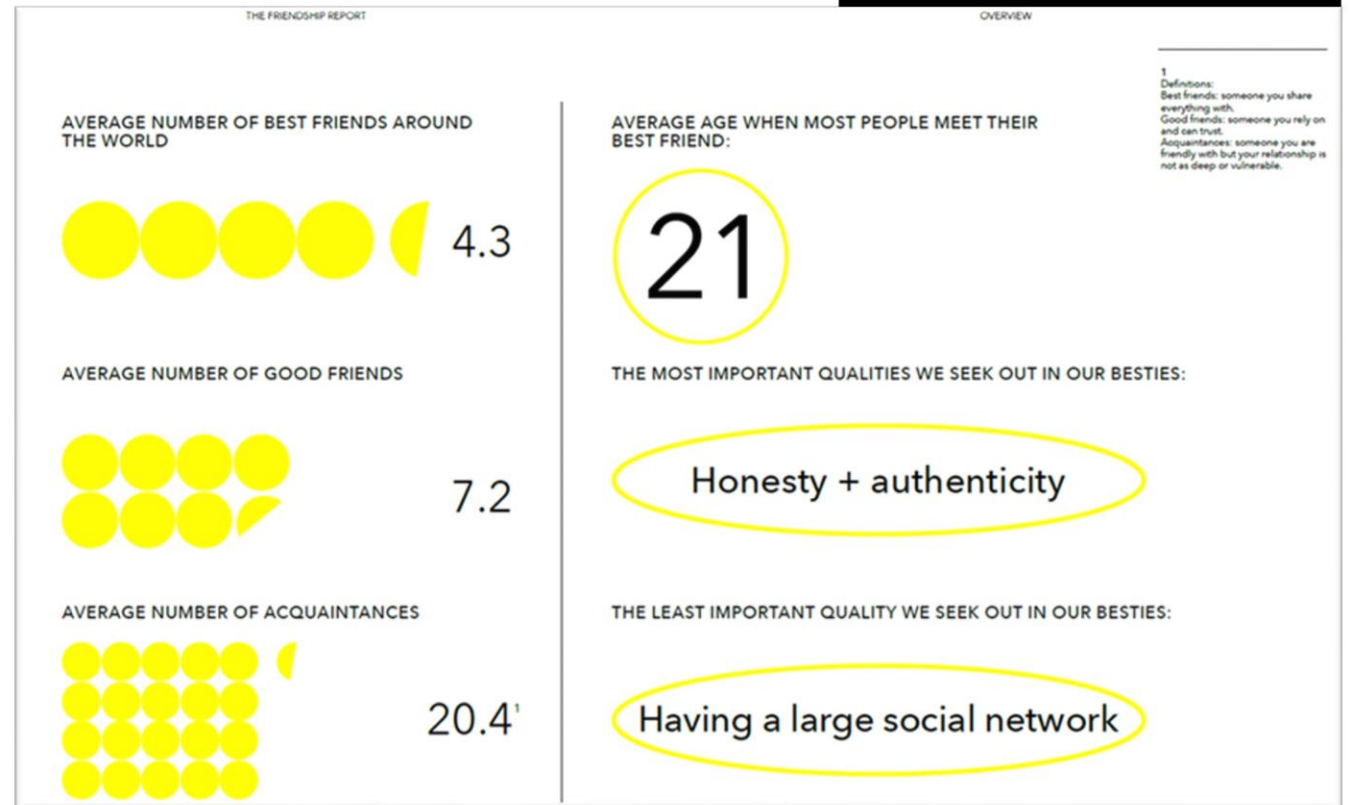 THE FRIENDSHIP REPORT
OVERVIEW
1
Definitions:
Best friends: someone you share
everything with.
Good friends: someone you rely on
and can trust.
Acquaintances: someone you are
friendly with but your relationship is
not as deep or vulnerable.
AVERAGE NUMBER OF BEST FRIENDS AROUND
THE WORLD
4.3
AVERAGE NUMBER OF GOOD FRIENDS
7.2
AVERAGE NUMBER OF ACQUAINTANCES
20.4¹
AVERAGE AGE WHEN MOST PEOPLE MEET THEIR
BEST FRIEND:
21
THE MOST IMPORTANT QUALITIES WE SEEK OUT IN OUR BESTIES:
Honesty + authenticity
THE LEAST IMPORTANT QUALITY WE SEEK OUT IN OUR BESTIES:
Having a large social network